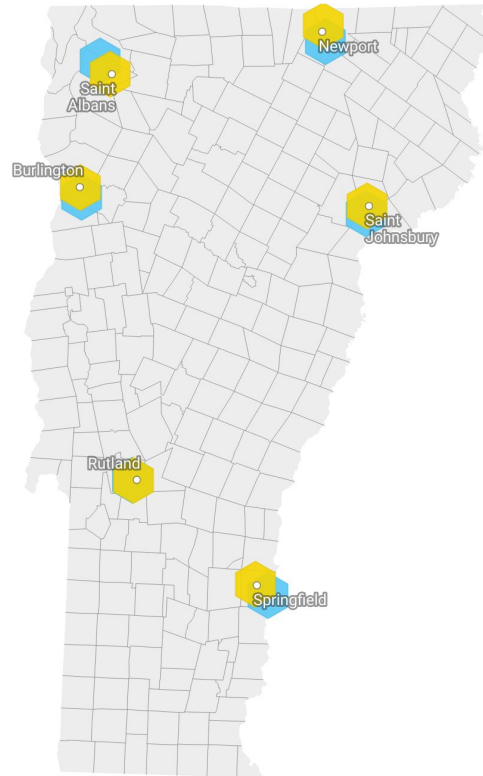 Newport
Saint
Albans
Burlington
Saint
Johnsbury
Rutland
Springfield